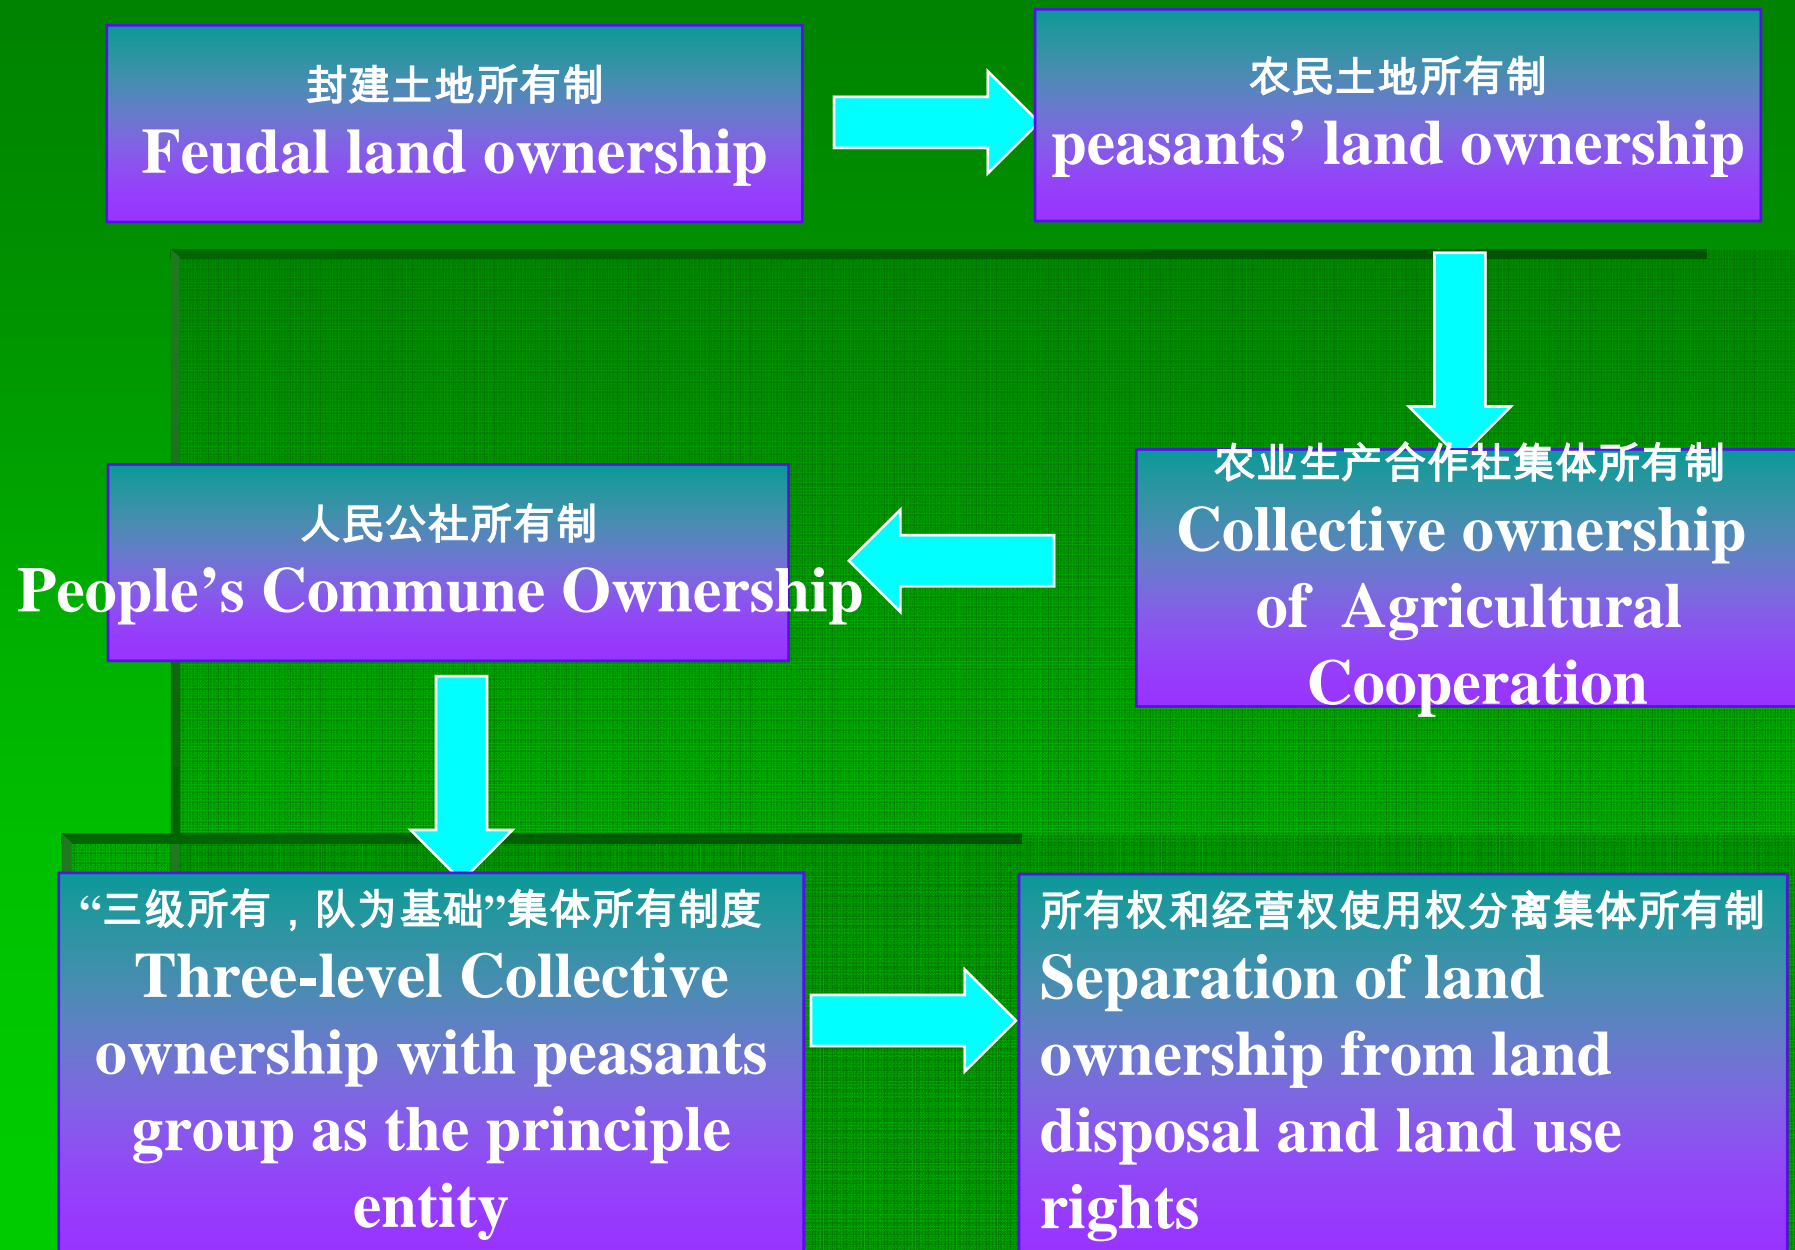 封建土地所有制
Feudal land ownership
农民土地所有制
peasants’ land ownership
农业生产合作社集体所有制
Collective ownership
of Agricultural
Cooperation
人民公社所有制
People’s Commune Ownership
“三级所有，队为基础”集体所有制度
Three-level Collective
ownership with peasants
group as the principle
entity
所有权和经营权使用权分离集体所有制
Separation of land
ownership from land
disposal and land use
rights